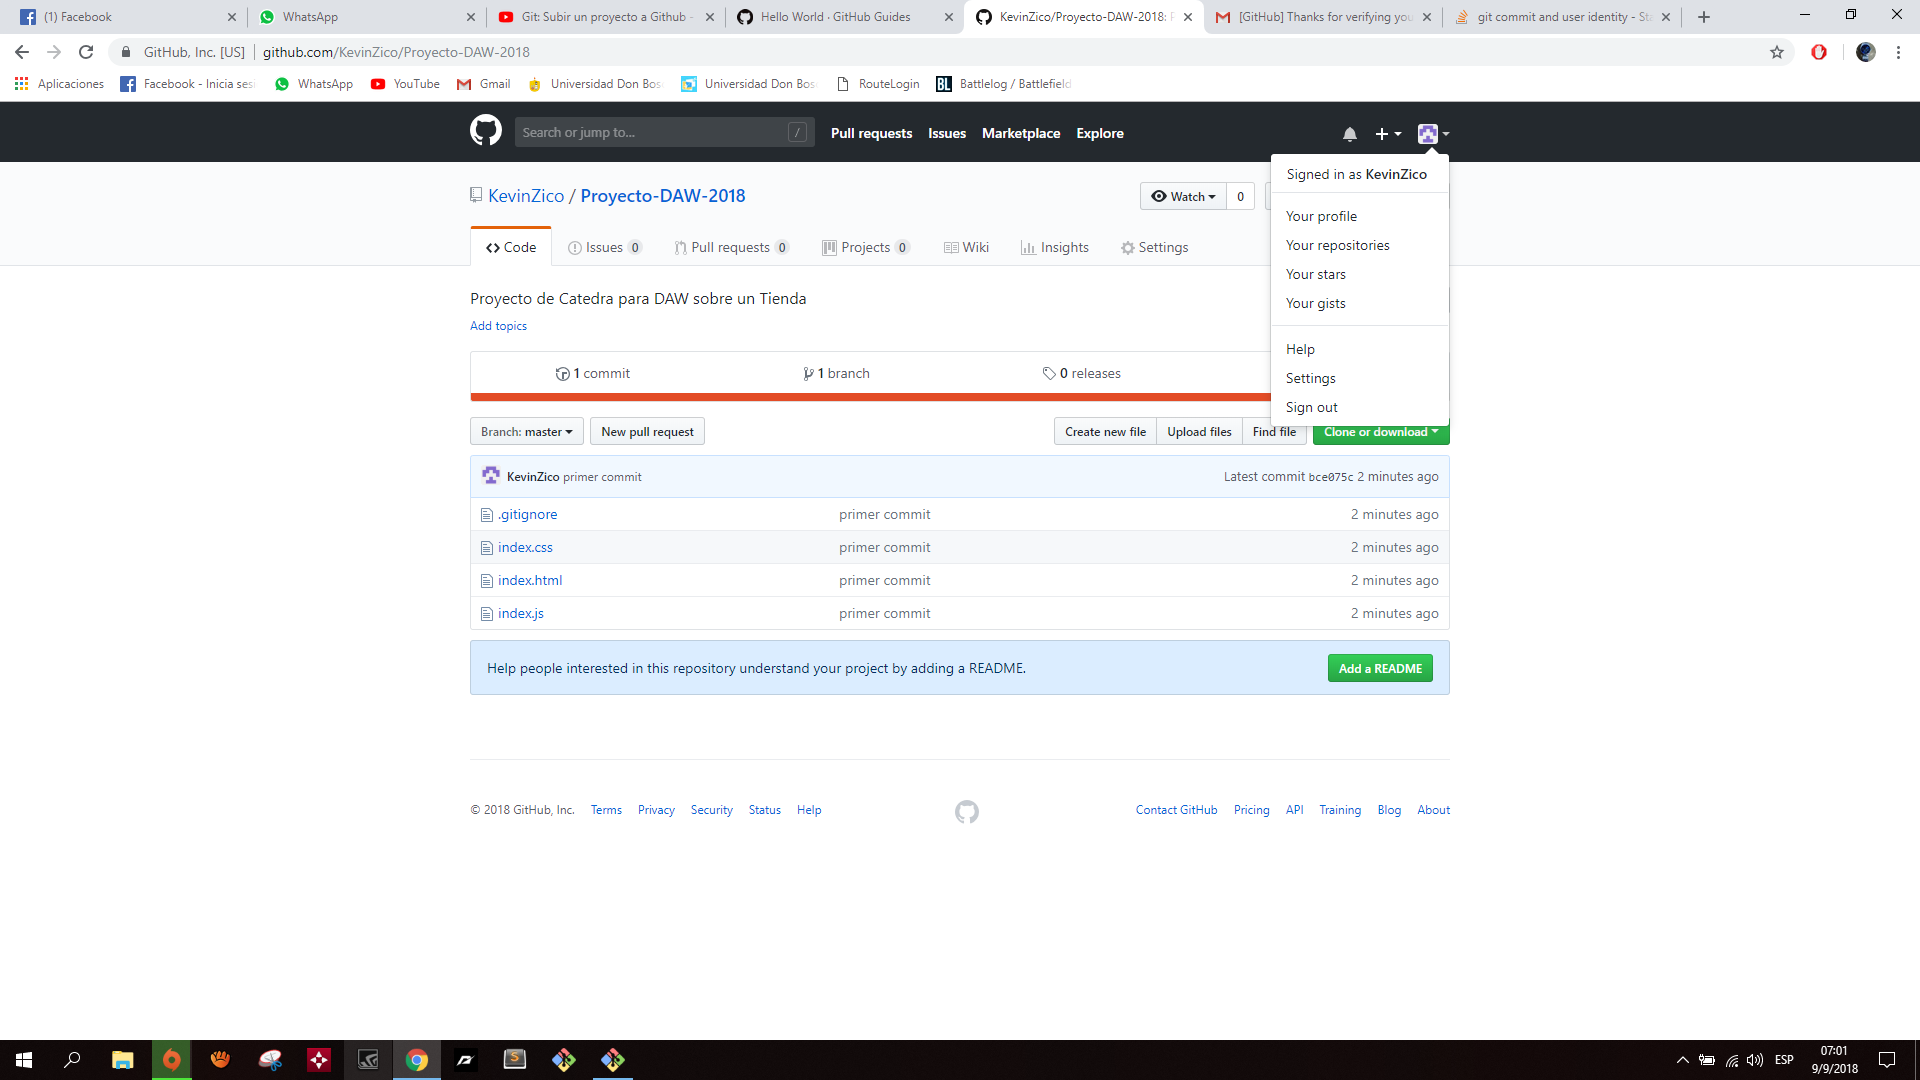 (1) Facebook
WhatsApp
Git: Subir un proyecto a Github -
Hello World · GitHub Guides
KevinZico/Proyecto-DAW-2018:
[GitHub] Thanks for verifying you
git commit and user identity - Sta
GitHub, Inc. [US]
github.com/KevinZico/Proyecto-DAW-2018
Aplicaciones
Facebook - Inicia sesi
WhatsApp
YouTube
Gmail
Universidad Don Bos
Universidad Don Bos
RouteLogin
BL
Battlelog / Battlefield
Search or jump to...
/
Pull requests
Issues
Marketplace
Explore
Signed in as KevinZico
Your profile
Your repositories
Your stars
Your gists
Help
Settings
Sign out
KevinZico / Proyecto-DAW-2018
Watch
0
Code
Issues 0
Pull requests 0
Projects 0
Wiki
Insights
Settings
Proyecto de Catedra para DAW sobre un Tienda
Add topics
1 commit
1 branch
0 releases
Branch: master
New pull request
Create new file
Upload files
Find file
Clone or download
KevinZico primer commit
Latest commit bce075c 2 minutes ago
.gitignore
primer commit
2 minutes ago
index.css
primer commit
2 minutes ago
index.html
primer commit
2 minutes ago
index.js
primer commit
2 minutes ago
Help people interested in this repository understand your project by adding a README.
Add a README
© 2018 GitHub, Inc.
Terms
Privacy
Security
Status
Help
Contact GitHub
Pricing
API
Training
Blog
About
ESP
07:01
9/9/2018